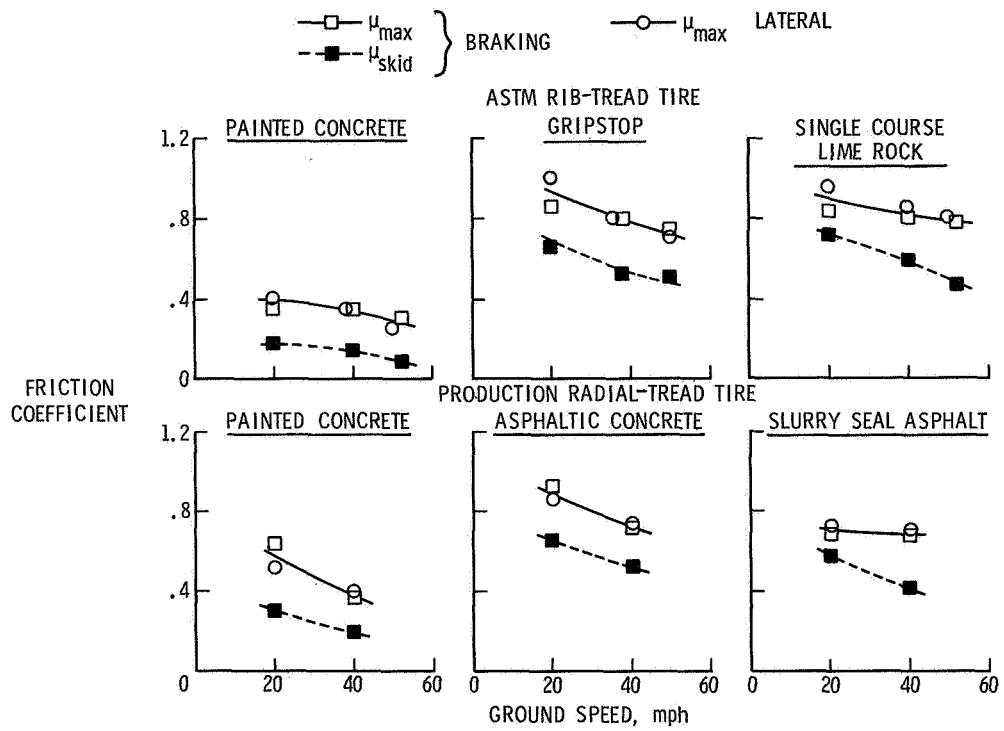 μmax LATERAL
μmax
μskid
BRAKING
ASTM RIB-TREAD TIRE
PAINTED CONCRETE
GRIPSTOP
SINGLE COURSE
LIME ROCK
1.2
.8
.4
0
FRICTION
COEFFICIENT
PRODUCTION RADIAL-TREAD TIRE
PAINTED CONCRETE
ASPHALTIC CONCRETE
SLURRY SEAL ASPHALT
1.2
.8
.4
0 20 40 60 0 20 40 60 0 20 40 60
GROUND SPEED, mph